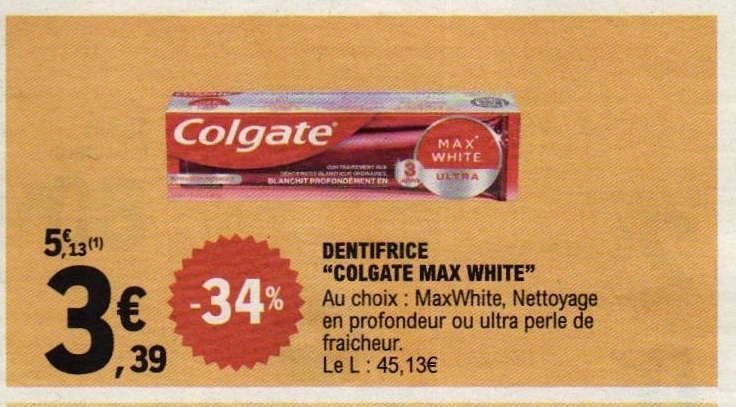 Colgate
MAX
WHITE
ULTRA
BLANCHIT PROFONDÉMENT EN
3
5€,13(1)
3€,39
-34%
DENTIFRICE
“COLGATE MAX WHITE”
Au choix : MaxWhite, Nettoyage
en profondeur ou ultra perle de
fraicheur.
Le L : 45,13€